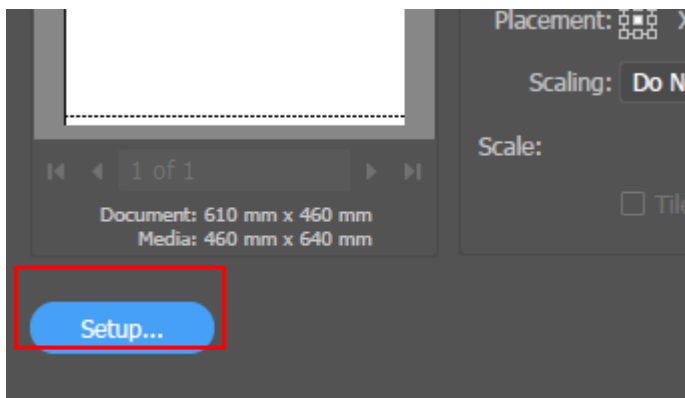 Placement: X
Scaling: Do N
Scale:
1 of 1
Tile
Document: 610 mm x 460 mm
Media: 460 mm x 640 mm
Setup...